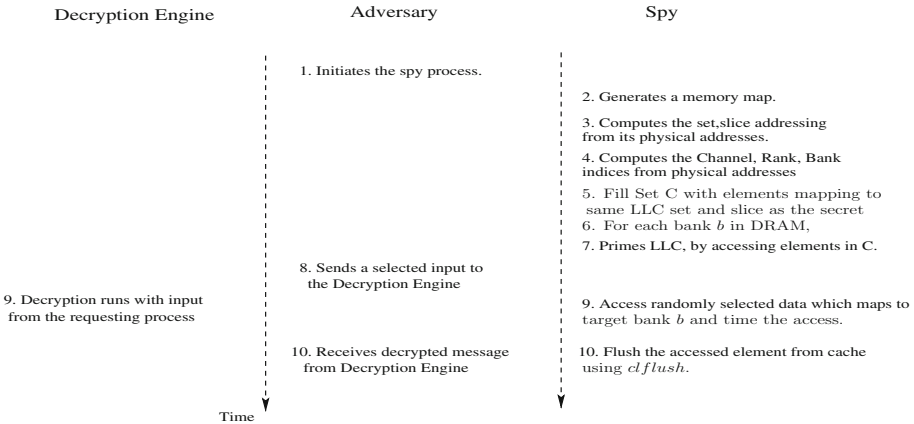 Decryption Engine
Adversary
Spy
1. Initiates the spy process.
2. Generates a memory map.
3. Computes the set,slice addressing
from its physical addresses.
4. Computes the Channel, Rank, Bank
indices from physical addresses
5. Fill Set C with elements mapping to
same LLC set and slice as the secret
6. For each bank b in DRAM,
7. Primes LLC, by accessing elements in C.
8. Sends a selected input to
the Decryption Engine
9. Decryption runs with input
from the requesting process
9. Access randomly selected data which maps to
target bank b and time the access.
10. Receives decrypted message
from Decryption Engine
10. Flush the accessed element from cache
using clflush.
Time